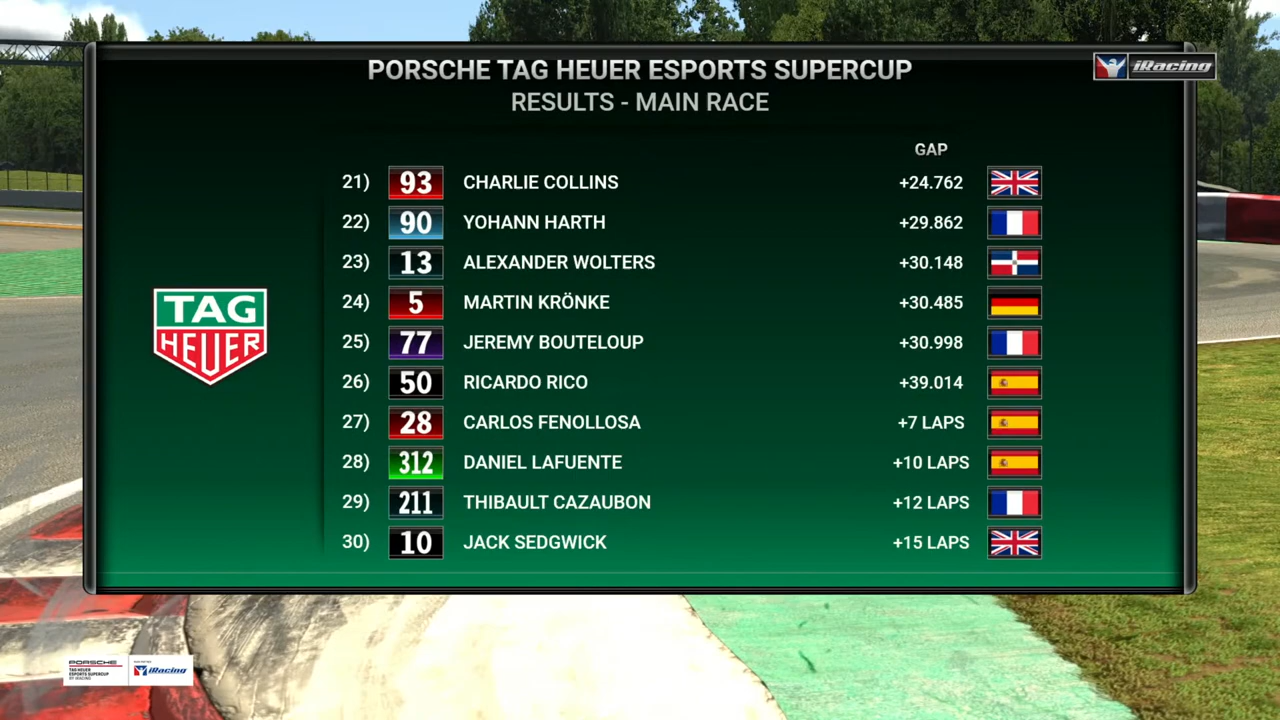 PORSCHE TAG HEUER ESPORTS SUPERCUP
iRacing
RESULTS - MAIN RACE
GAP
21) 93 CHARLIE COLLINS +24.762
22) 90 YOHANN HARTH +29.862
23) 13 ALEXANDER WOLTERS +30.148
24) 5 MARTIN KRÖNKE +30.485
25) 77 JEREMY BOUTELOUP +30.998
26) 50 RICARDO RICO +39.014
27) 28 CARLOS FENOLLOSA +7 LAPS
28) 312 DANIEL LAFUENTE +10 LAPS
29) 211 THIBAULT CAZAUBON +12 LAPS
30) 10 JACK SEDGWICK +15 LAPS
TAG
HEUER
PORSCHE
TAG HEUER
ESPORTS SUPERCUP
BY IRACING
iRacing